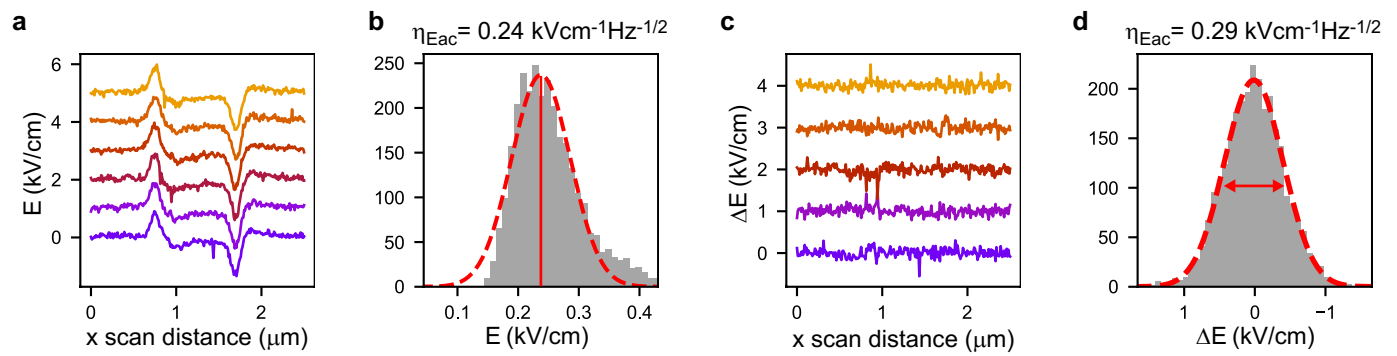 a
E (kV/cm)
6
4
2
0
0
1
2
x scan distance (μm)
b
ηEac= 0.24 kVcm-1Hz-1/2
250
200
150
100
50
0
0.1
0.2
0.3
0.4
E (kV/cm)
c
ΔE (kV/cm)
4
3
2
1
0
0
1
2
x scan distance (μm)
d
ηEac= 0.29 kVcm-1Hz-1/2
200
150
100
50
0
1
0
-1
ΔE (kV/cm)